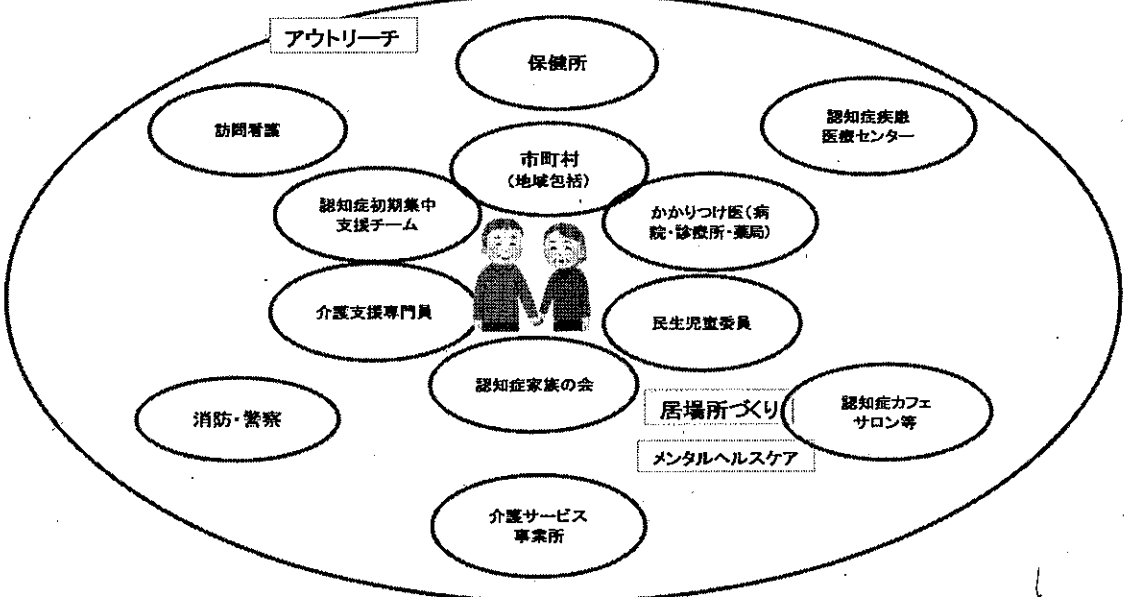 アウトリーチ
保健所
訪問看護
認知症疾患
医療センター
市町村
(地域包括)
認知症初期集中
支援チーム
かかりつけ医(病
院・診療所・薬局)
介護支援専門員
民生児童委員
認知症家族の会
消防・警察
居場所づくり
認知症カフェ
サロン等
メンタルヘルスケア
介護サービス
事業所